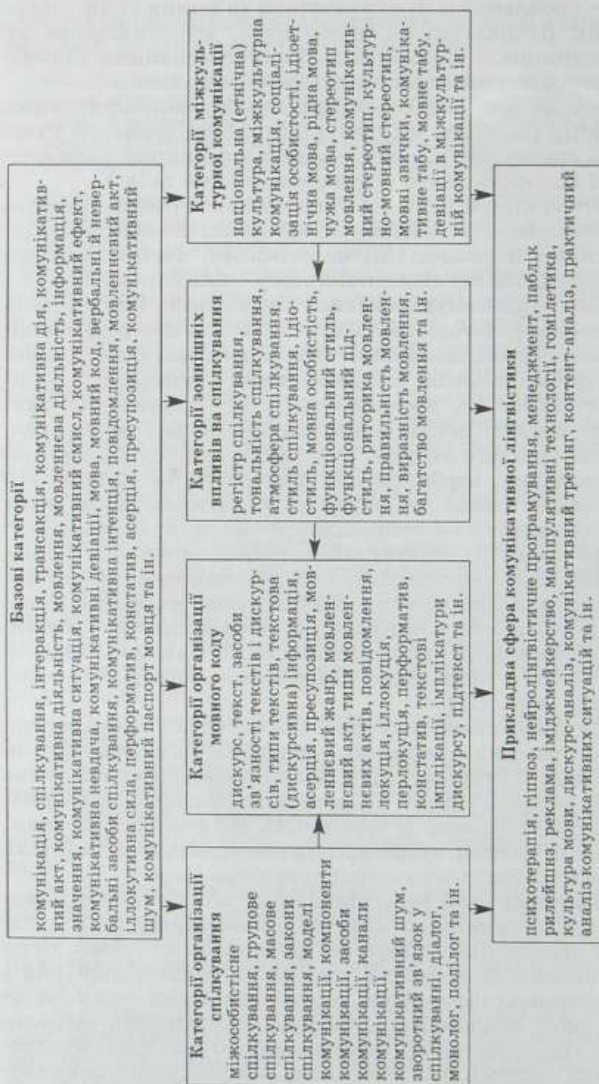 Базові категорії
комунікація, спілкування, інтеракція, трансакція, комунікативна дія, комунікатив-
ний акт, комунікативна діяльність, мовлення, мовленнєва діяльність, інформація,
значення, комунікативна ситуація, комунікативний смисл, комунікативний ефект,
комунікативна невдача, комунікативні девіації, мова, мовний код, вербальні й невер-
бальні засоби спілкування, комунікативна інтенція, повідомлення, мовленнєвий акт,
іллокутивна сила, перформатив, констатив, асерція, пресупозиція, комунікативний
шум, комунікативний паспорт мовця та ін.
Категорії організації
спілкування
міжособистісне
спілкування, групове
спілкування, масове
спілкування, закони
спілкування, моделі
комунікації, компоненти
комунікації, засоби
комунікації, канали
комунікації,
комунікативний шум,
зворотний зв'язок у
спілкуванні, діалог,
монолог, полілог та ін.
Категорії організації
мовного коду
дискурс, текст, засоби
зв'язності текстів і дискур-
сів, типи текстів, текстова
(дискурсивна) інформація,
асерція, пресупозиція, мов-
леннєвий жанр, мовлен-
нєвий акт, типи мовлен-
нєвих актів, повідомлення,
локуція, іллокуція,
перлокуція, перформатив,
констатив, текстові
імплікації, імплікатури
дискурсу, підтекст та ін.
Категорії зовнішніх
впливів на спілкування
регістр спілкування,
тональність спілкування,
атмосфера спілкування,
стиль спілкування, ідіо-
стиль, мовна особистість,
функціональний стиль,
функціональний під-
стиль, риторика мовлен-
ня, правильність мовлен-
ня, виразність мовлення,
багатство мовлення та ін.
Категорії міжкуль-
турної комунікації
національна (етнічна)
культура, міжкультурна
комунікація, соціалі-
зація особистості, ідіоет-
нічна мова, рідна мова,
чужа мова, стереотип
мовлення, комунікатив-
ний стереотип, культур-
но-мовний стереотип,
мовні звички, комуніка-
тивне табу, мовне табу,
девіації в міжкультур-
ній комунікації та ін.
Прикладна сфера комунікативної лінгвістики
психотерапія, гіпноз, нейролінгвістичне програмування, менеджмент, паблік
рилейшнз, реклама, іміджмейкерство, маніпулятивні технології, гомілетика,
культура мови, дискурс-аналіз, комунікативний тренінг, контент-аналіз, практичний
аналіз комунікативних ситуацій та ін.